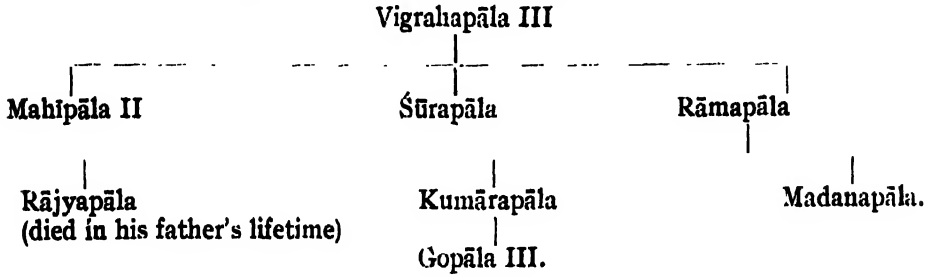 Vigrahapāla III
Mahīpāla II Śūrapāla Rāmapāla
Rājyapāla Kumārapāla Madanapāla.
(died in his father's lifetime)
Gopāla III.